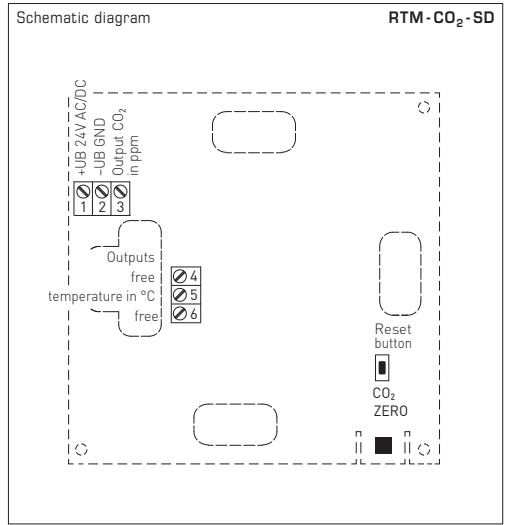 Schematic diagram
RTM-CO₂-SD
+UB 24V AC/DC
–UB GND
Output CO₂
in ppm
1 2 3
Outputs
free 4
temperature in °C 5
free 6
Reset
button
CO₂
ZERO